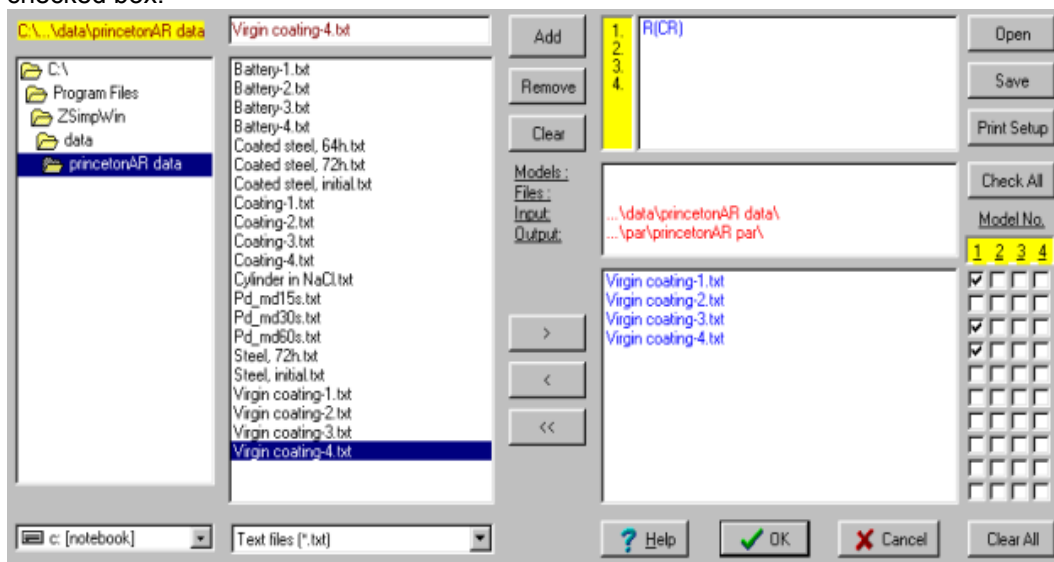 checked box.
C:\...\data\princetonAR data
Virgin coating-4.txt
Add
1.
2.
3.
4.
R(CR)
Open
C:\
Program Files
ZSimpWin
data
princetonAR data
Battery-1.txt
Battery-2.txt
Battery-3.txt
Battery-4.txt
Coated steel, 64h.txt
Coated steel, 72h.txt
Coated steel, initial.txt
Coating-1.txt
Coating-2.txt
Coating-3.txt
Coating-4.txt
Cylinder in NaCl.txt
Pd_md15s.txt
Pd_md30s.txt
Pd_md60s.txt
Steel, 72h.txt
Steel, initial.txt
Virgin coating-1.txt
Virgin coating-2.txt
Virgin coating-3.txt
Virgin coating-4.txt
Remove
Clear
Models :
Files :
Input:
Output:
>
<
<<
Save
Print Setup
...\data\princetonAR data\
...\par\princetonAR par\
Check All
Model No.
1 2 3 4
Virgin coating-1.txt
Virgin coating-2.txt
Virgin coating-3.txt
Virgin coating-4.txt
c: [notebook]
Text files (*.txt)
? Help
OK
Cancel
Clear All